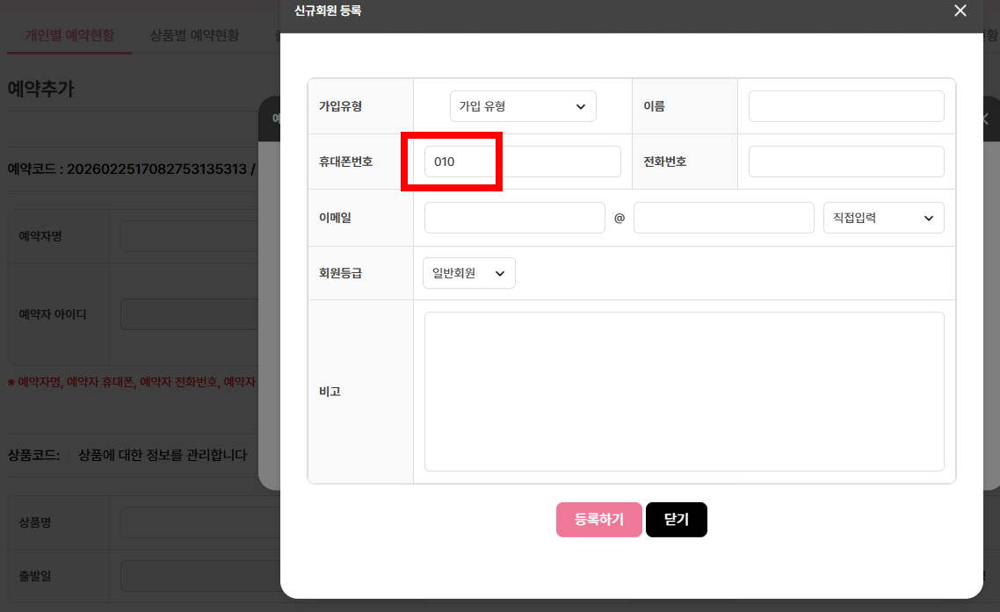 신규회원 등록
개인별 예약현황 상품별 예약현황
예약추가
가입유형 가입 유형 이름
예약코드 : 2026022517082753135313 /
휴대폰번호 010 전화번호
예약자명
이메일 @ 직접입력
회원등급 일반회원
예약자 아이디
※ 예약자명, 예약자 휴대폰, 예약자 전화번호, 예약자
비고
상품코드: 상품에 대한 정보를 관리합니다
상품명
등록하기 닫기
출발일